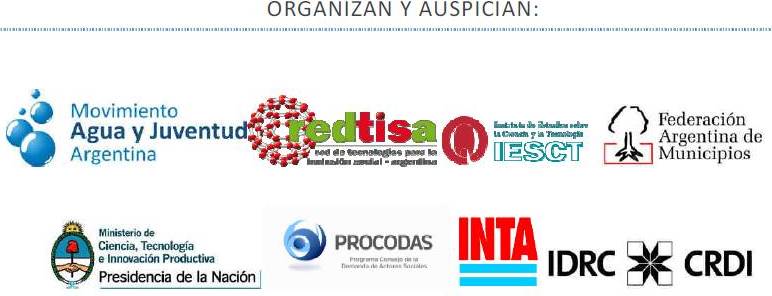 ORGANIZAN Y AUSPICIAN:
Movimiento
Agua y Juventud
Argentina
redtisa
red de tecnologías para la
inclusión social - argentina
Instituto de Estudios sobre
la Ciencia y la Tecnología
IESCT
Federación
Argentina de
Municipios
Ministerio de
Ciencia, Tecnología
e Innovación Productiva
Presidencia de la Nación
PROCODAS
Programa Consejo de la
Demanda de Actores Sociales
INTA
IDRC CRDI